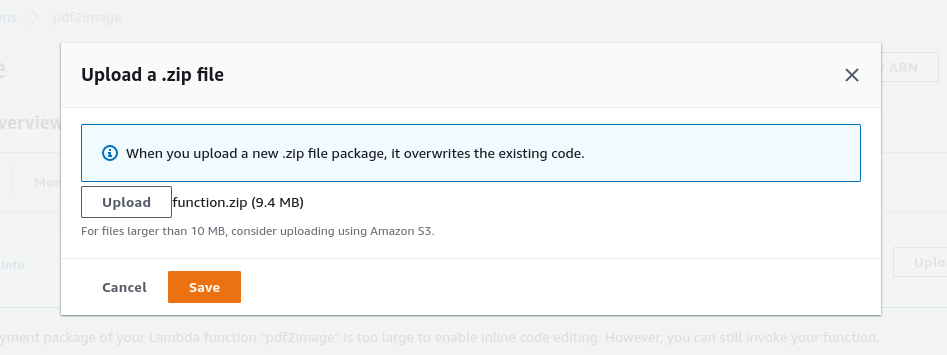 ons > pdf2image
Upload a .zip file
ARN
verview
When you upload a new .zip file package, it overwrites the existing code.
Mon
Upload function.zip (9.4 MB)
For files larger than 10 MB, consider uploading using Amazon S3.
Info
Uplo
Cancel Save
yment package of your Lambda function "pdf2image" is too large to enable inline code editing. However, you can still invoke your function.